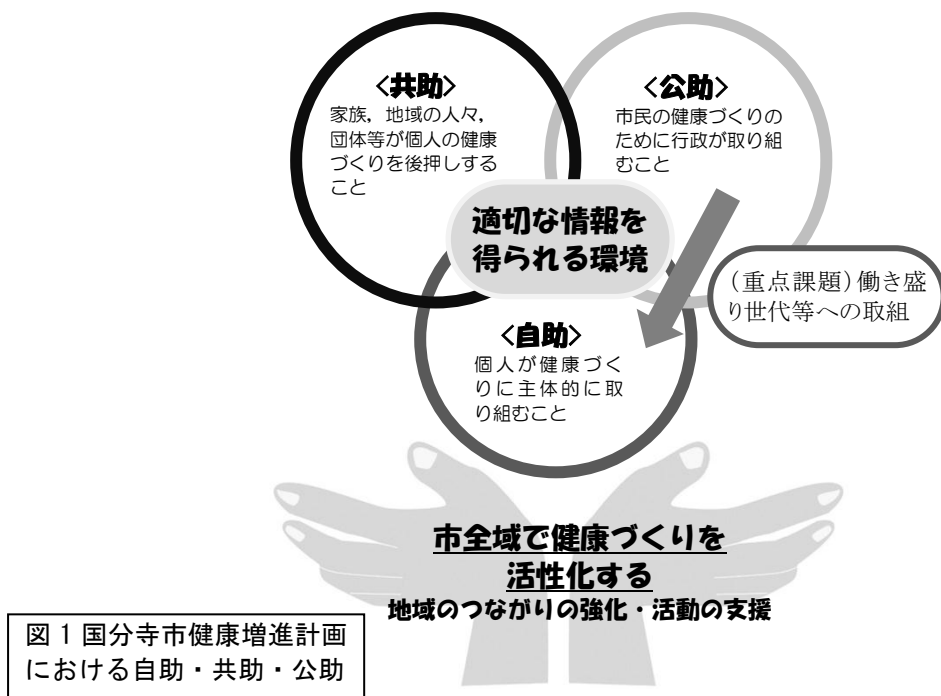 <共助>
家族，地域の人々，
団体等が個人の健康
づくりを後押しする
こと
<公助>
市民の健康づくりの
ために行政が取り組
むこと
適切な情報を
得られる環境
（重点課題）働き盛
り世代等への取組
<自助>
個人が健康づく
りに主体的に取
り組むこと
市全域で健康づくりを
活性化する
地域のつながりの強化・活動の支援
図 1 国分寺市健康増進計画
における自助・共助・公助